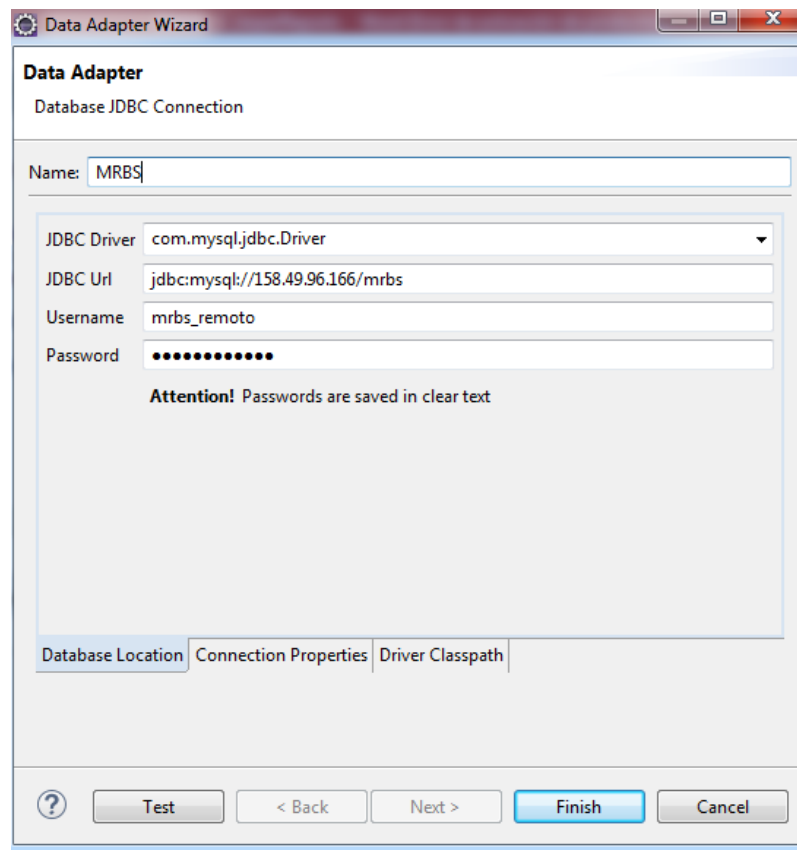 Data Adapter Wizard
Data Adapter
Database JDBC Connection
Name: MRBS
JDBC Driver com.mysql.jdbc.Driver
JDBC Url jdbc:mysql://158.49.96.166/mrbs
Username mrbs_remoto
Password ●●●●●●●●●●●●
Attention! Passwords are saved in clear text
Database Location Connection Properties Driver Classpath
? Test < Back Next > Finish Cancel